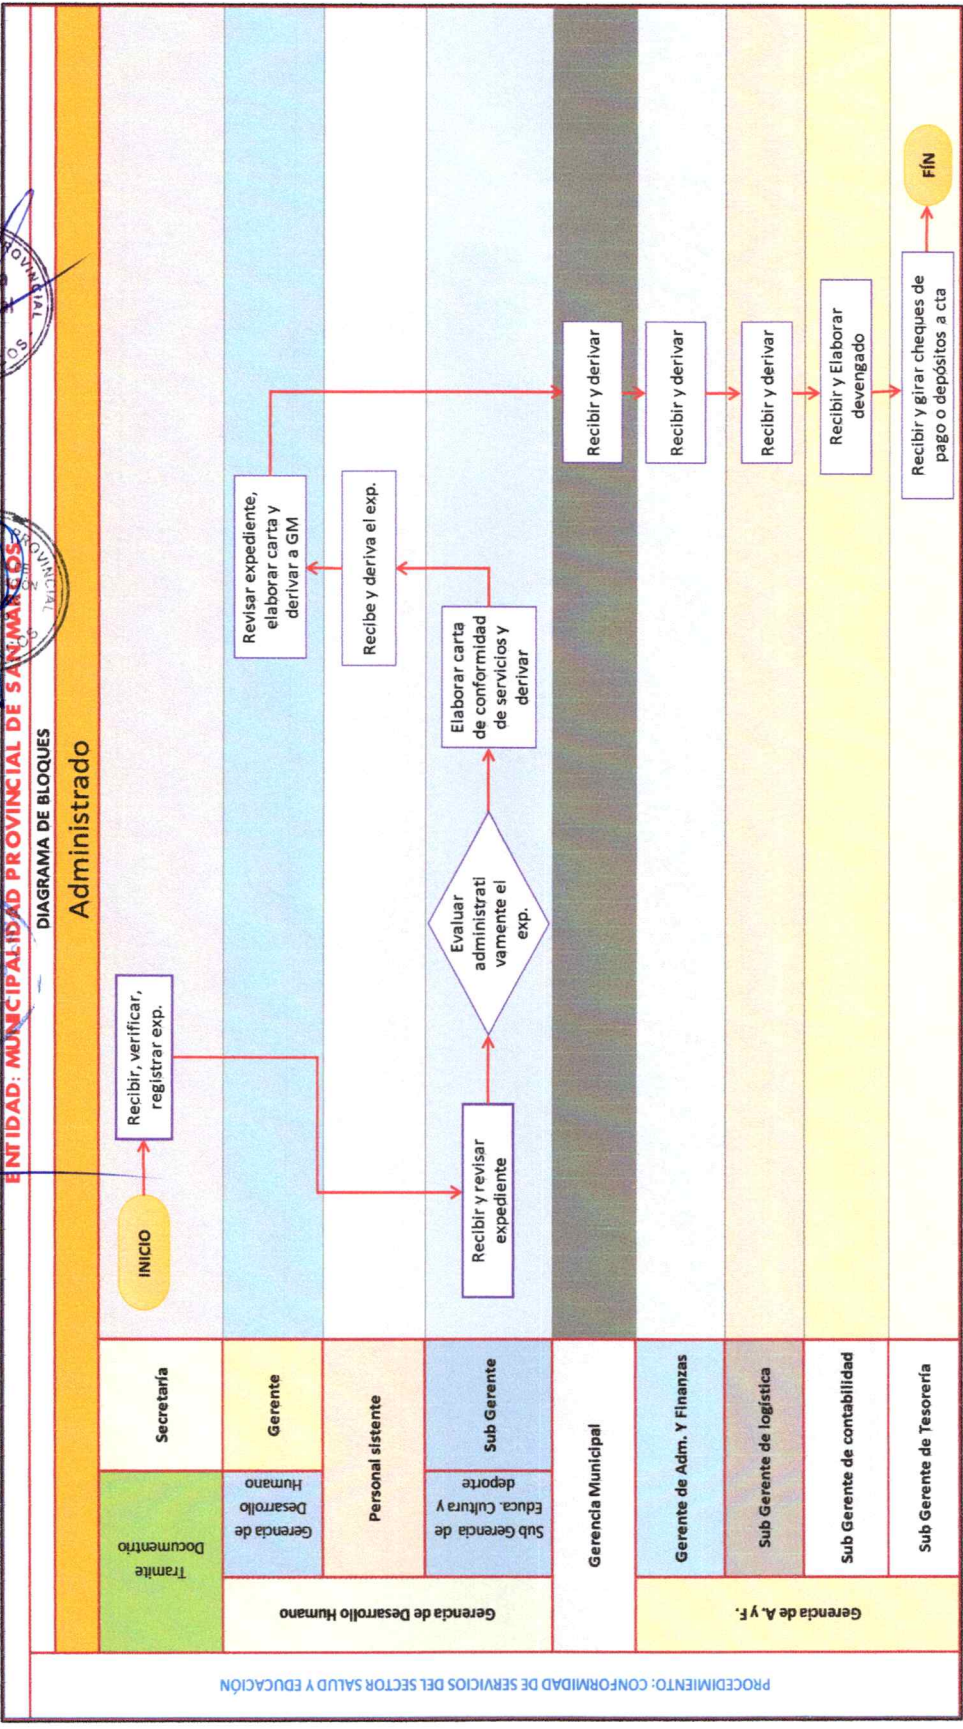 ENTIDAD: MUNICIPALIDAD PROVINCIAL DE SAN MARCOS
DIAGRAMA DE BLOQUES
Administrado
PROCEDIMIENTO: CONFORMIDAD DE SERVICIOS DEL SECTOR SALUD Y EDUCACIÓN
Tramite
Documentrio
Secretaría
INICIO
Recibir, verificar,
registrar exp.
Gerencia de Desarrollo Humano
Gerencia de
Desarrollo
Humano
Gerente
Revisar expediente,
elaborar carta y
derivar a GM
Personal sistente
Recibe y deriva el exp.
Sub Gerencia de
Educa. Cultura y
deporte
Sub Gerente
Recibir y revisar
expediente
Evaluar
administrati
vamente el
exp.
Elaborar carta
de conformidad
de servicios y
derivar
Gerencia Municipal
Recibir y derivar
Gerencia de A. y F.
Gerente de Adm. Y Finanzas
Recibir y derivar
Sub Gerente de logística
Recibir y derivar
Sub Gerente de contabilidad
Recibir y Elaborar
devengado
Sub Gerente de Tesorería
Recibir y girar cheques de
pago o depósitos a cta
FÍN
PROVINCIAL
PROVINCIAL